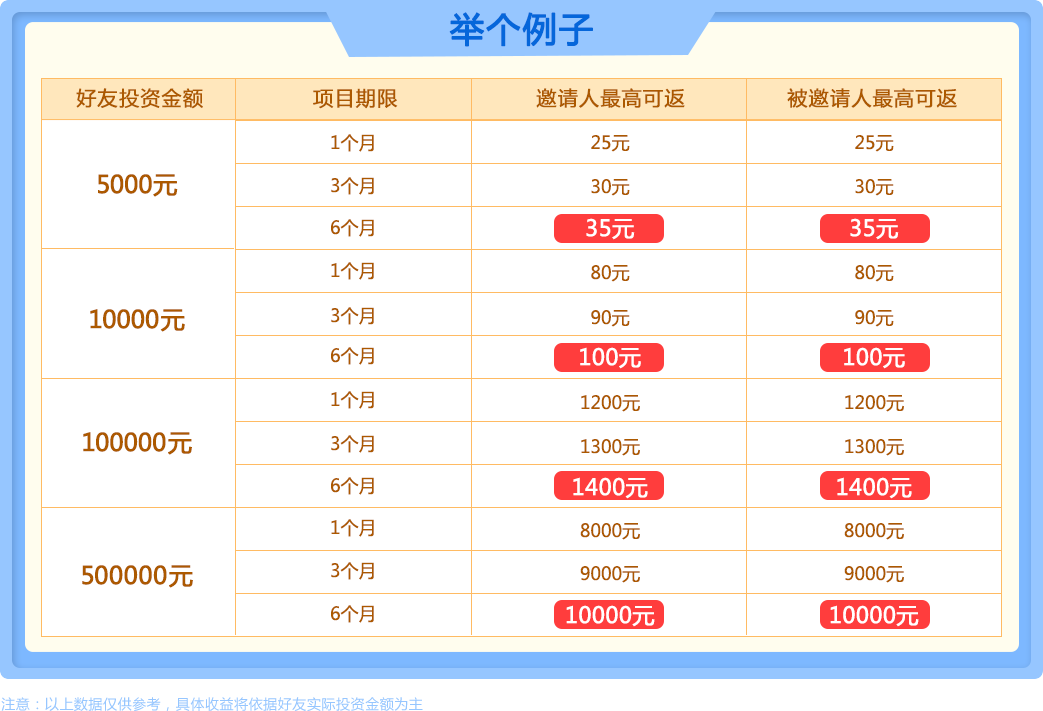 举个例子
好友投资金额 项目期限 邀请人最高可返 被邀请人最高可返
5000元 1个月 25元 25元
3个月 30元 30元
6个月 35元 35元
10000元 1个月 80元 80元
3个月 90元 90元
6个月 100元 100元
100000元 1个月 1200元 1200元
3个月 1300元 1300元
6个月 1400元 1400元
500000元 1个月 8000元 8000元
3个月 9000元 9000元
6个月 10000元 10000元
注意：以上数据仅供参考，具体收益将依据好友实际投资金额为主